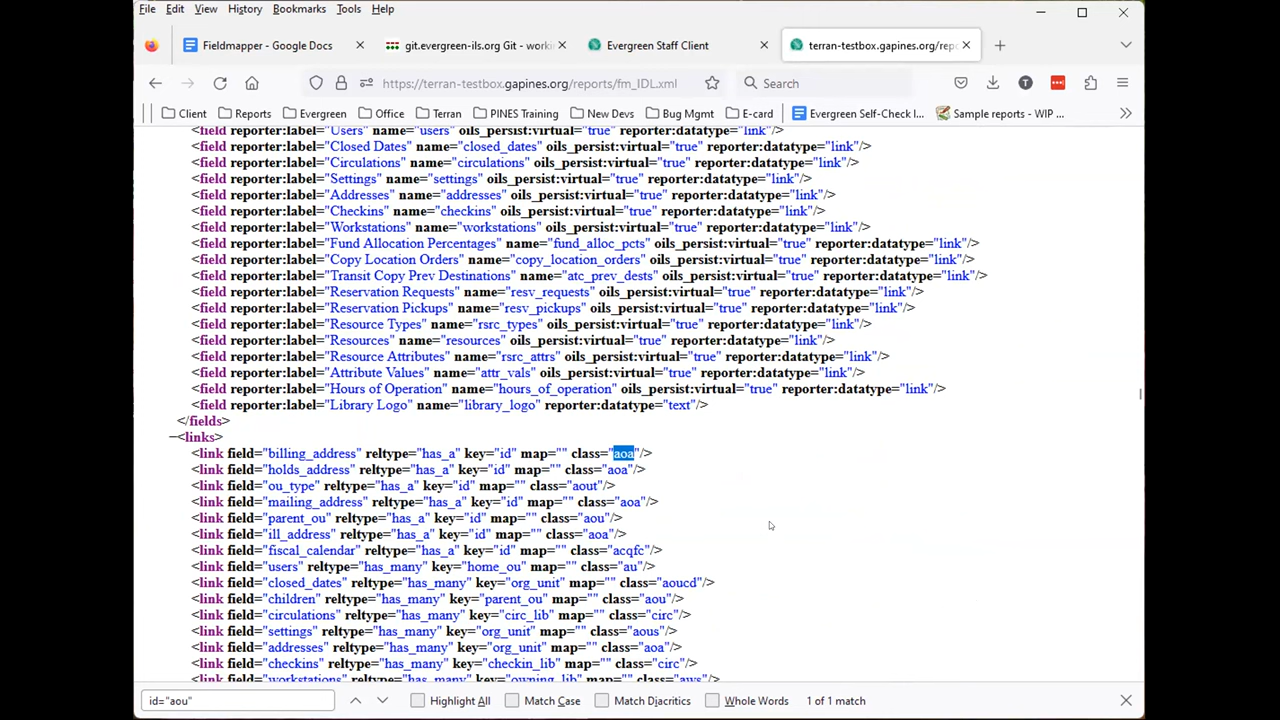 File Edit View History Bookmarks Tools Help
Fieldmapper - Google Docs
git.evergreen-ils.org Git - worki
Evergreen Staff Client
terran-testbox.gapines.org/repo
https://terran-testbox.gapines.org/reports/fm_IDL.xml
Search
Client Reports Evergreen Office Terran PINES Training New Devs Bug Mgmt E-card Evergreen Self-Check I... Sample reports - WIP ...
<field reporter:label="Users" name="users" oils_persist:virtual="true" reporter:datatype="link"/>
<field reporter:label="Closed Dates" name="closed_dates" oils_persist:virtual="true" reporter:datatype="link"/>
<field reporter:label="Circulations" name="circulations" oils_persist:virtual="true" reporter:datatype="link"/>
<field reporter:label="Settings" name="settings" oils_persist:virtual="true" reporter:datatype="link"/>
<field reporter:label="Addresses" name="addresses" oils_persist:virtual="true" reporter:datatype="link"/>
<field reporter:label="Checkins" name="checkins" oils_persist:virtual="true" reporter:datatype="link"/>
<field reporter:label="Workstations" name="workstations" oils_persist:virtual="true" reporter:datatype="link"/>
<field reporter:label="Fund Allocation Percentages" name="fund_alloc_pcts" oils_persist:virtual="true" reporter:datatype="link"/>
<field reporter:label="Copy Location Orders" name="copy_location_orders" oils_persist:virtual="true" reporter:datatype="link"/>
<field reporter:label="Transit Copy Prev Destinations" name="atc_prev_dests" oils_persist:virtual="true" reporter:datatype="link"/>
<field reporter:label="Reservation Requests" name="resv_requests" oils_persist:virtual="true" reporter:datatype="link"/>
<field reporter:label="Reservation Pickups" name="resv_pickups" oils_persist:virtual="true" reporter:datatype="link"/>
<field reporter:label="Resource Types" name="rsrc_types" oils_persist:virtual="true" reporter:datatype="link"/>
<field reporter:label="Resources" name="resources" oils_persist:virtual="true" reporter:datatype="link"/>
<field reporter:label="Resource Attributes" name="rsrc_attrs" oils_persist:virtual="true" reporter:datatype="link"/>
<field reporter:label="Attribute Values" name="attr_vals" oils_persist:virtual="true" reporter:datatype="link"/>
<field reporter:label="Hours of Operation" name="hours_of_operation" oils_persist:virtual="true" reporter:datatype="link"/>
<field reporter:label="Library Logo" name="library_logo" reporter:datatype="text"/>
</fields>
—<links>
<link field="billing_address" reltype="has_a" key="id" map="" class="aoa"/>
<link field="holds_address" reltype="has_a" key="id" map="" class="aoa"/>
<link field="ou_type" reltype="has_a" key="id" map="" class="aout"/>
<link field="mailing_address" reltype="has_a" key="id" map="" class="aoa"/>
<link field="parent_ou" reltype="has_a" key="id" map="" class="aou"/>
<link field="ill_address" reltype="has_a" key="id" map="" class="aoa"/>
<link field="fiscal_calendar" reltype="has_a" key="id" map="" class="acqfc"/>
<link field="users" reltype="has_many" key="home_ou" map="" class="au"/>
<link field="closed_dates" reltype="has_many" key="org_unit" map="" class="aoucd"/>
<link field="children" reltype="has_many" key="parent_ou" map="" class="aou"/>
<link field="circulations" reltype="has_many" key="circ_lib" map="" class="circ"/>
<link field="settings" reltype="has_many" key="org_unit" map="" class="aous"/>
<link field="addresses" reltype="has_many" key="org_unit" map="" class="aoa"/>
<link field="checkins" reltype="has_many" key="checkin_lib" map="" class="circ"/>
<link field="workstations" reltype="has_many" key="owning_lib" map="" class="aws"/>
id="aou" Highlight All Match Case Match Diacritics Whole Words 1 of 1 match